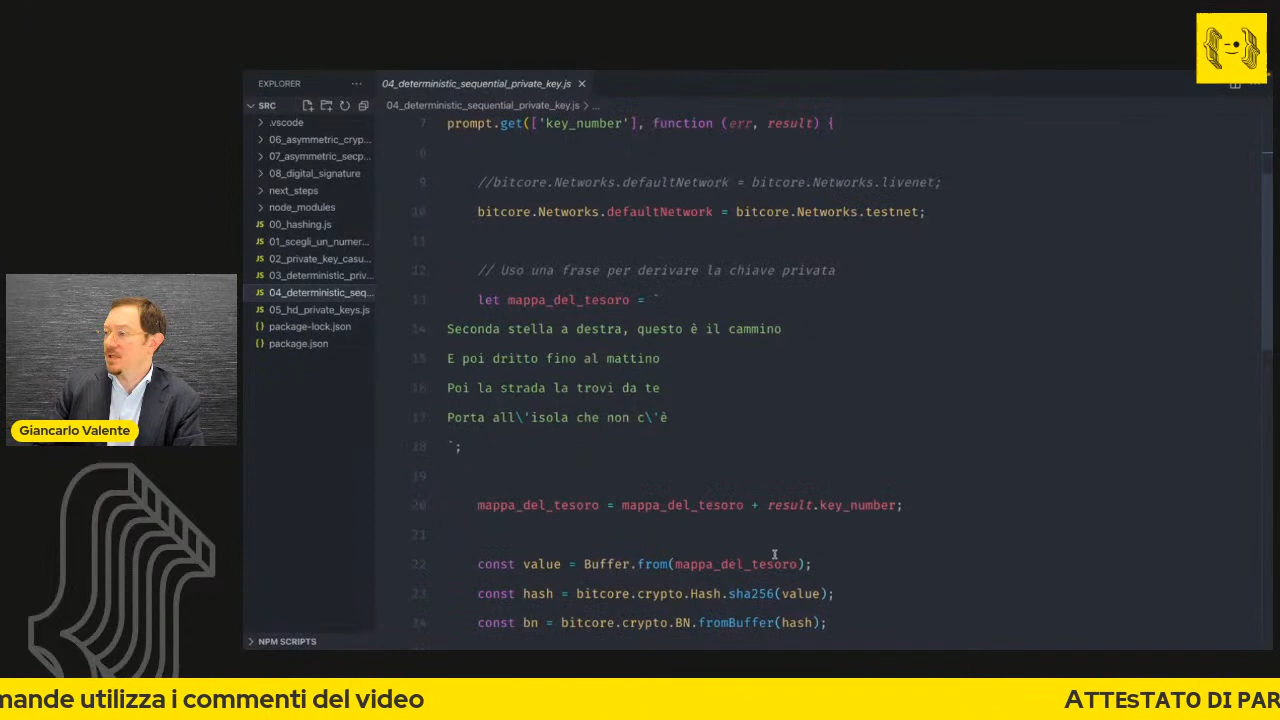 EXPLORER
SRC
.vscode
06_asymmetric_cryp...
07_asymmetric_secp...
08_digital_signature
next_steps
node_modules
JS 00_hashing.js
JS 01_scegli_un_numer...
JS 02_private_key_casu...
JS 03_deterministic_priv...
JS 04_deterministic_seq...
JS 05_hd_private_keys.js
{} package-lock.json
{} package.json
NPM SCRIPTS
04_deterministic_sequential_private_key.js
04_deterministic_sequential_private_key.js > ...
7 prompt.get(['key_number'], function (err, result) {
8
9 //bitcore.Networks.defaultNetwork = bitcore.Networks.livenet;
10 bitcore.Networks.defaultNetwork = bitcore.Networks.testnet;
11
12 // Uso una frase per derivare la chiave privata
13 let mappa_del_tesoro = `
14 Seconda stella a destra, questo è il cammino
15 E poi dritto fino al mattino
16 Poi la strada la trovi da te
17 Porta all\'isola che non c\'è
18 `;
19
20 mappa_del_tesoro = mappa_del_tesoro + result.key_number;
21
22 const value = Buffer.from(mappa_del_tesoro);
23 const hash = bitcore.crypto.Hash.sha256(value);
24 const bn = bitcore.crypto.BN.fromBuffer(hash);
Giancarlo Valente
mande utilizza i commenti del video
ATTESTATO DI PAR